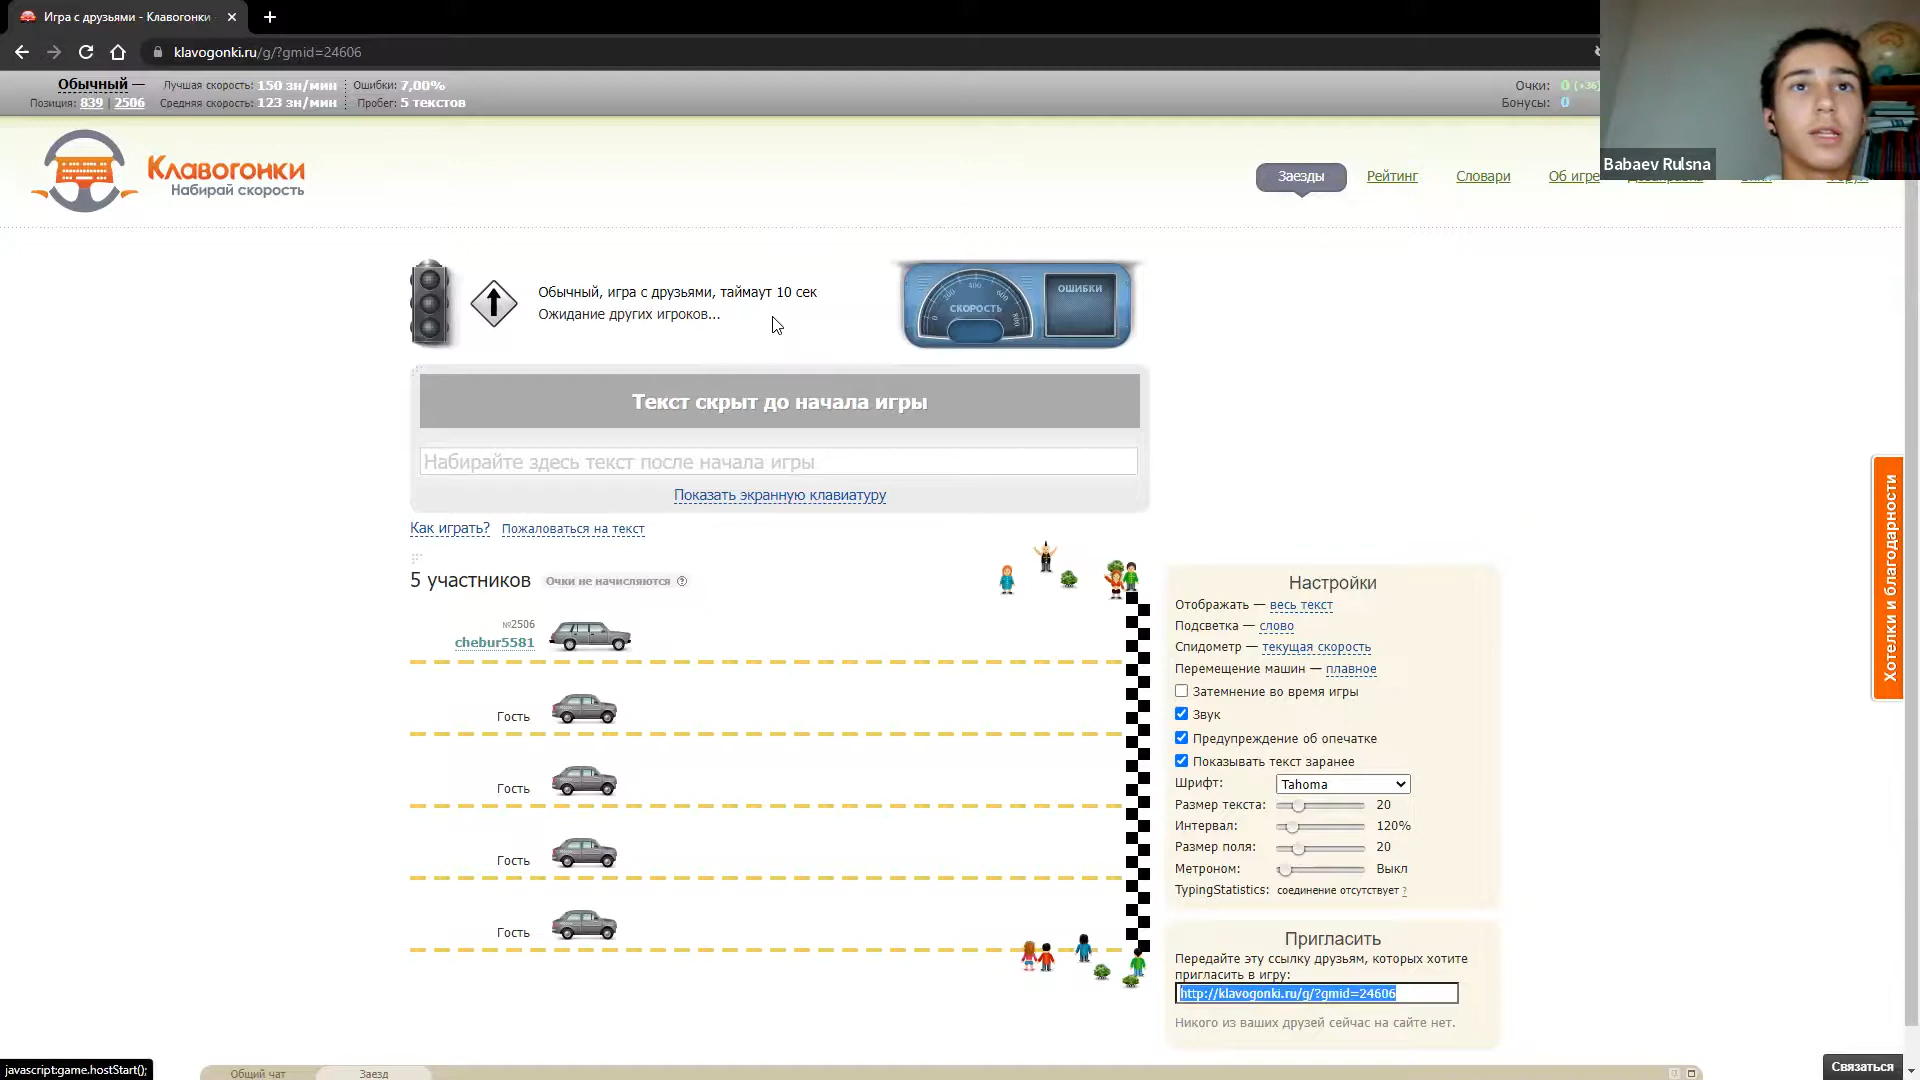 Игра с друзьями - Клавогонки
klavogonki.ru/g/?gmid=24606
Обычный — Лучшая скорость: 150 зн/мин Ошибки: 7,00%
Позиция: 839 | 2506 Средняя скорость: 123 зн/мин Пробег: 5 текстов
Очки: 0 (+36)
Бонусы: 0
Babaev Rulsna
Клавогонки
Набирай скорость
Заезды Рейтинг Словари Об игре
Обычный, игра с друзьями, таймаут 10 сек
Ожидание других игроков...
0 200 400 600 800
СКОРОСТЬ
ОШИБКИ
Текст скрыт до начала игры
Набирайте здесь текст после начала игры
Показать экранную клавиатуру
Как играть? Пожаловаться на текст
5 участников Очки не начисляются ?
№2506
chebur5581
Гость
Гость
Гость
Гость
Настройки
Отображать — весь текст
Подсветка — слово
Спидометр — текущая скорость
Перемещение машин — плавное
Затемнение во время игры
Звук
Предупреждение об опечатке
Показывать текст заранее
Шрифт: Tahoma
Размер текста: 20
Интервал: 120%
Размер поля: 20
Метроном: Выкл
TypingStatistics: соединение отсутствует ?
Пригласить
Передайте эту ссылку друзьям, которых хотите
пригласить в игру:
http://klavogonki.ru/g/?gmid=24606
Никого из ваших друзей сейчас на сайте нет.
Хотелки и благодарности
javascript:game.hostStart();
Общий чат Заезд
Связаться